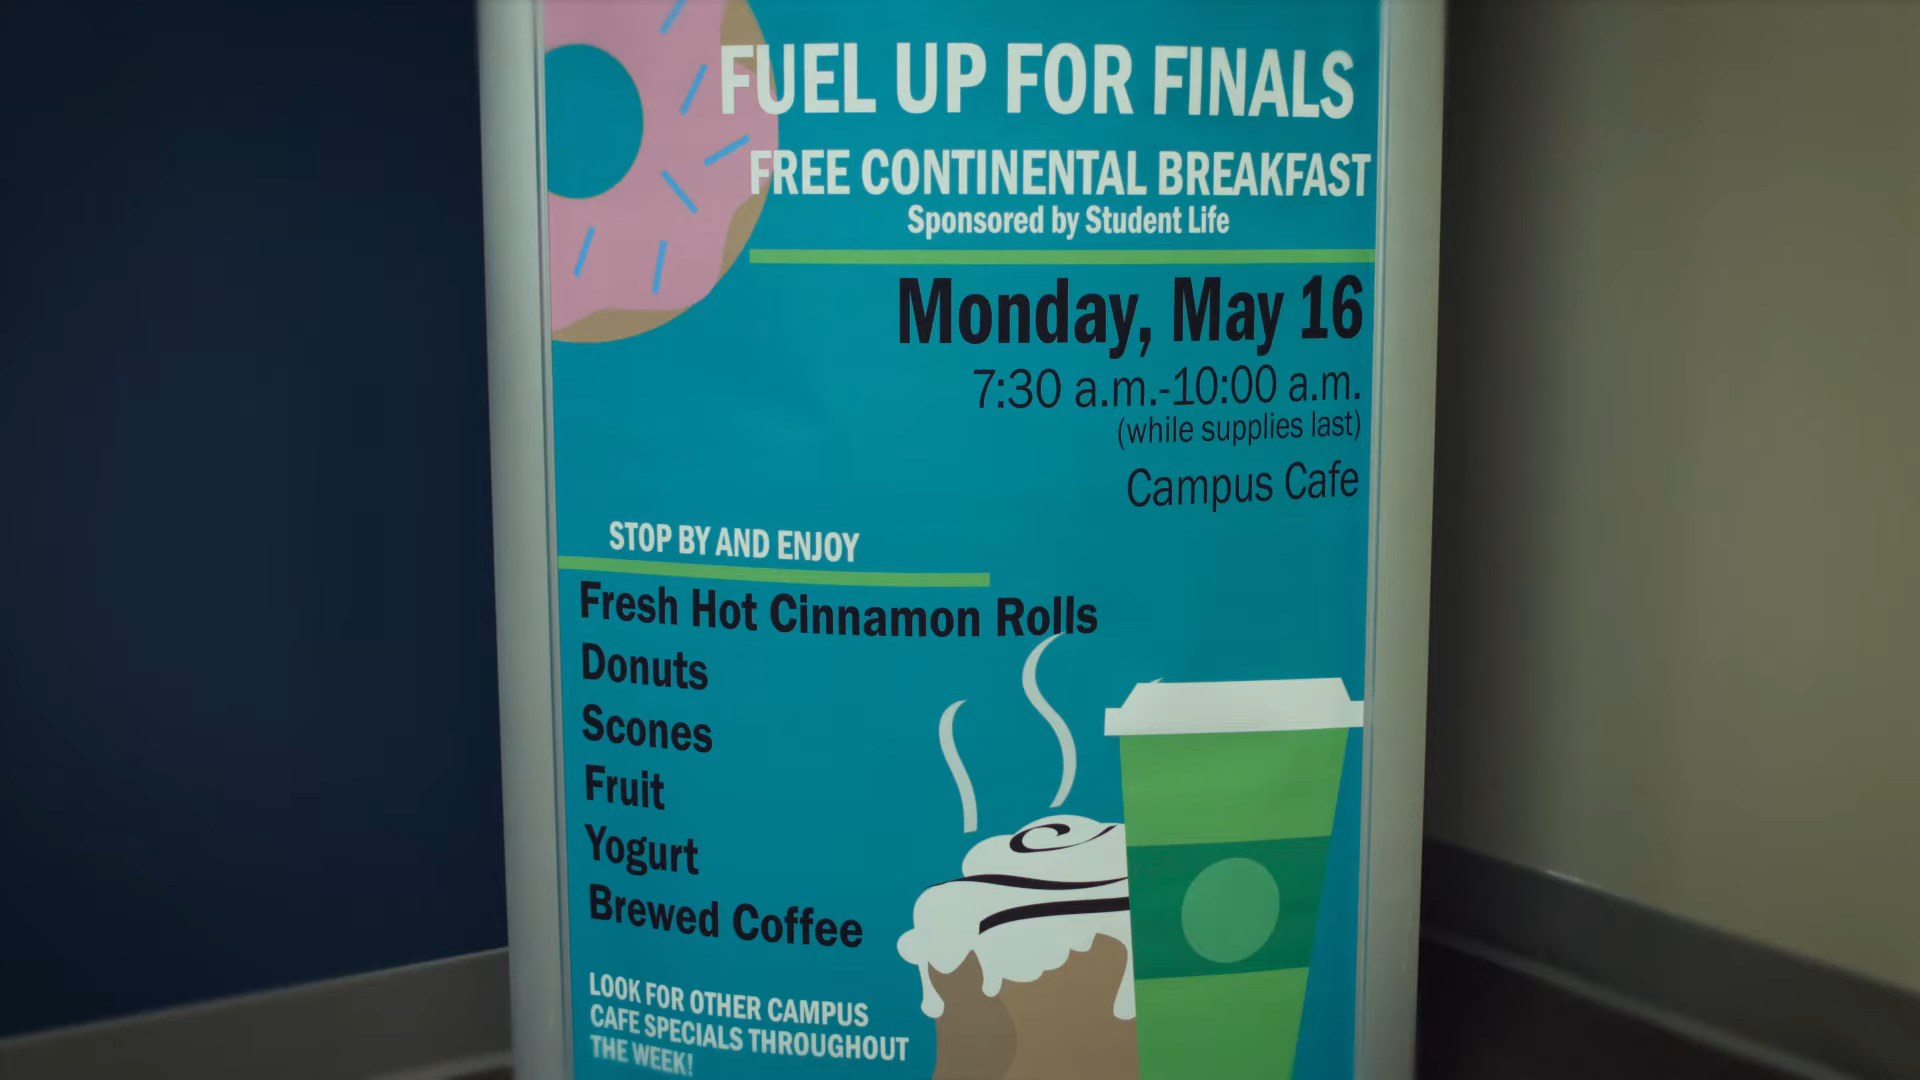 FUEL UP FOR FINALS
FREE CONTINENTAL BREAKFAST
Sponsored by Student Life
Monday, May 16
7:30 a.m.-10:00 a.m.
(while supplies last)
Campus Cafe
STOP BY AND ENJOY
Fresh Hot Cinnamon Rolls
Donuts
Scones
Fruit
Yogurt
Brewed Coffee
LOOK FOR OTHER CAMPUS
CAFE SPECIALS THROUGHOUT
THE WEEK!